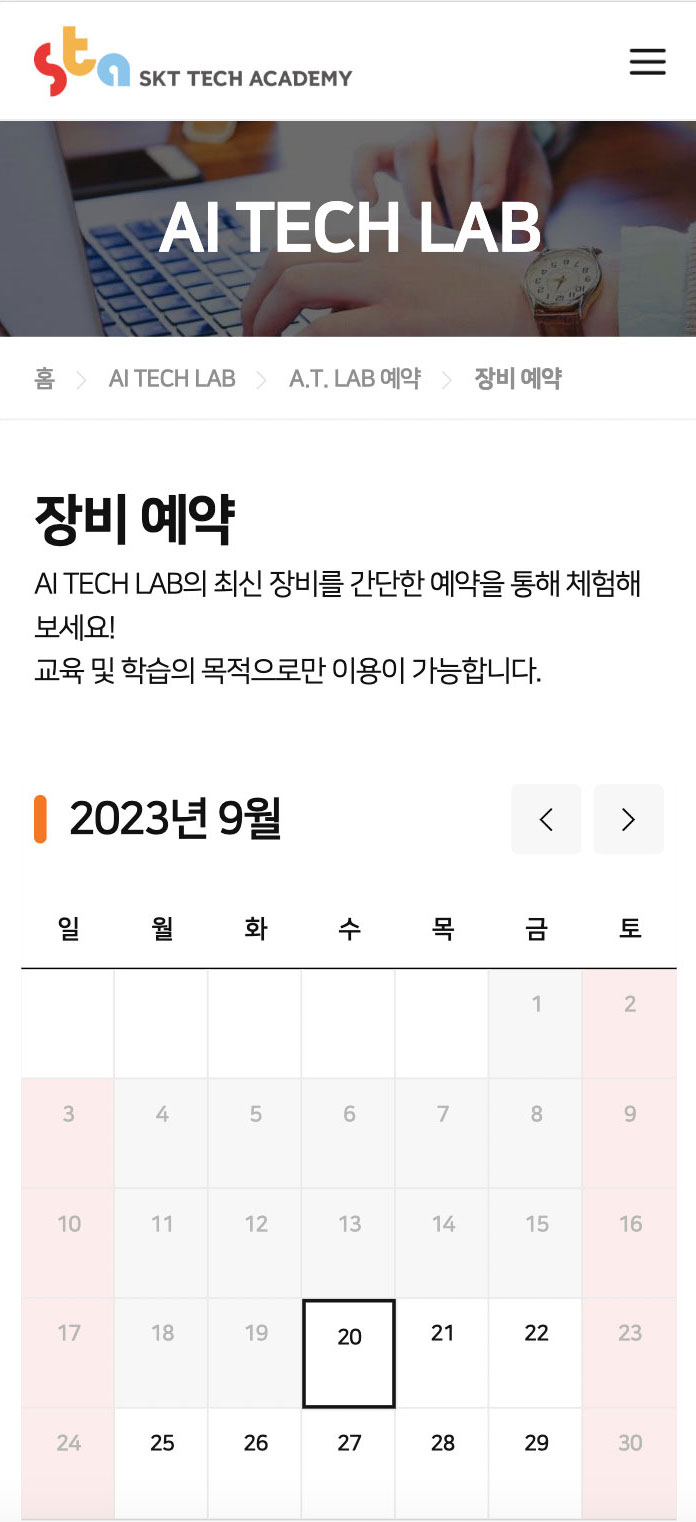 sta SKT TECH ACADEMY
AI TECH LAB
홈 > AI TECH LAB > A.T. LAB 예약 > 장비 예약
장비 예약
AI TECH LAB의 최신 장비를 간단한 예약을 통해 체험해
보세요!
교육 및 학습의 목적으로만 이용이 가능합니다.
2023년 9월 < >
일 월 화 수 목 금 토
1 2
3 4 5 6 7 8 9
10 11 12 13 14 15 16
17 18 19 20 21 22 23
24 25 26 27 28 29 30